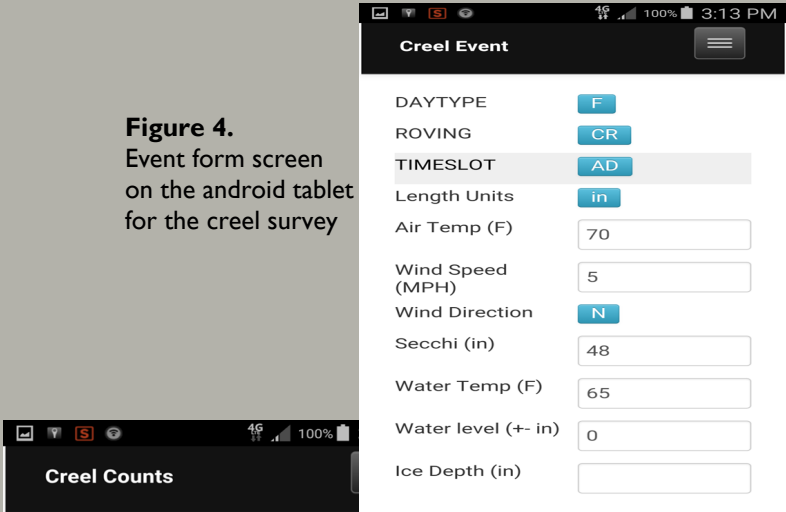 Figure 4.
Event form screen
on the android tablet
for the creel survey
S 4G 100% 3:13 PM
Creel Event
DAYTYPE F
ROVING CR
TIMESLOT AD
Length Units in
Air Temp (F) 70
Wind Speed
(MPH) 5
Wind Direction N
Secchi (in) 48
Water Temp (F) 65
Water level (+- in) 0
Ice Depth (in)
S 4G 100%
Creel Counts